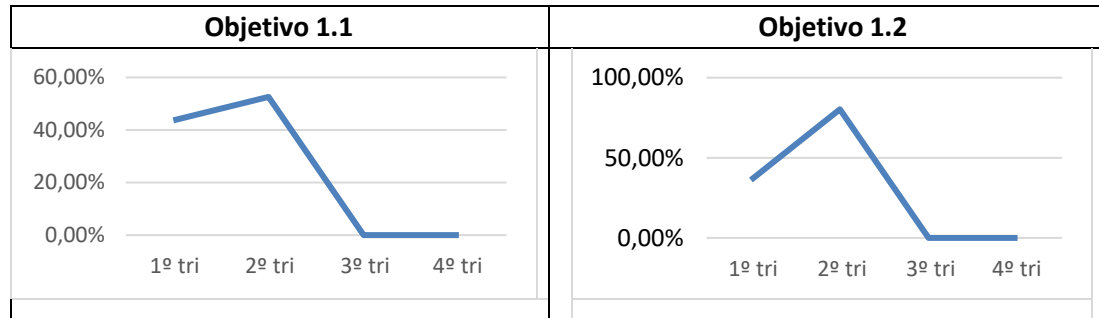 Objetivo 1.1
Objetivo 1.2
60,00%
40,00%
20,00%
0,00%
1º tri 2º tri 3º tri 4º tri
100,00%
50,00%
0,00%
1º tri 2º tri 3º tri 4º tri